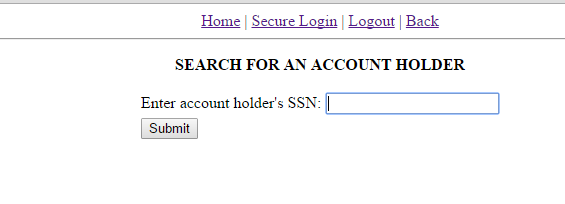 Home | Secure Login | Logout | Back
SEARCH FOR AN ACCOUNT HOLDER
Enter account holder's SSN:
Submit